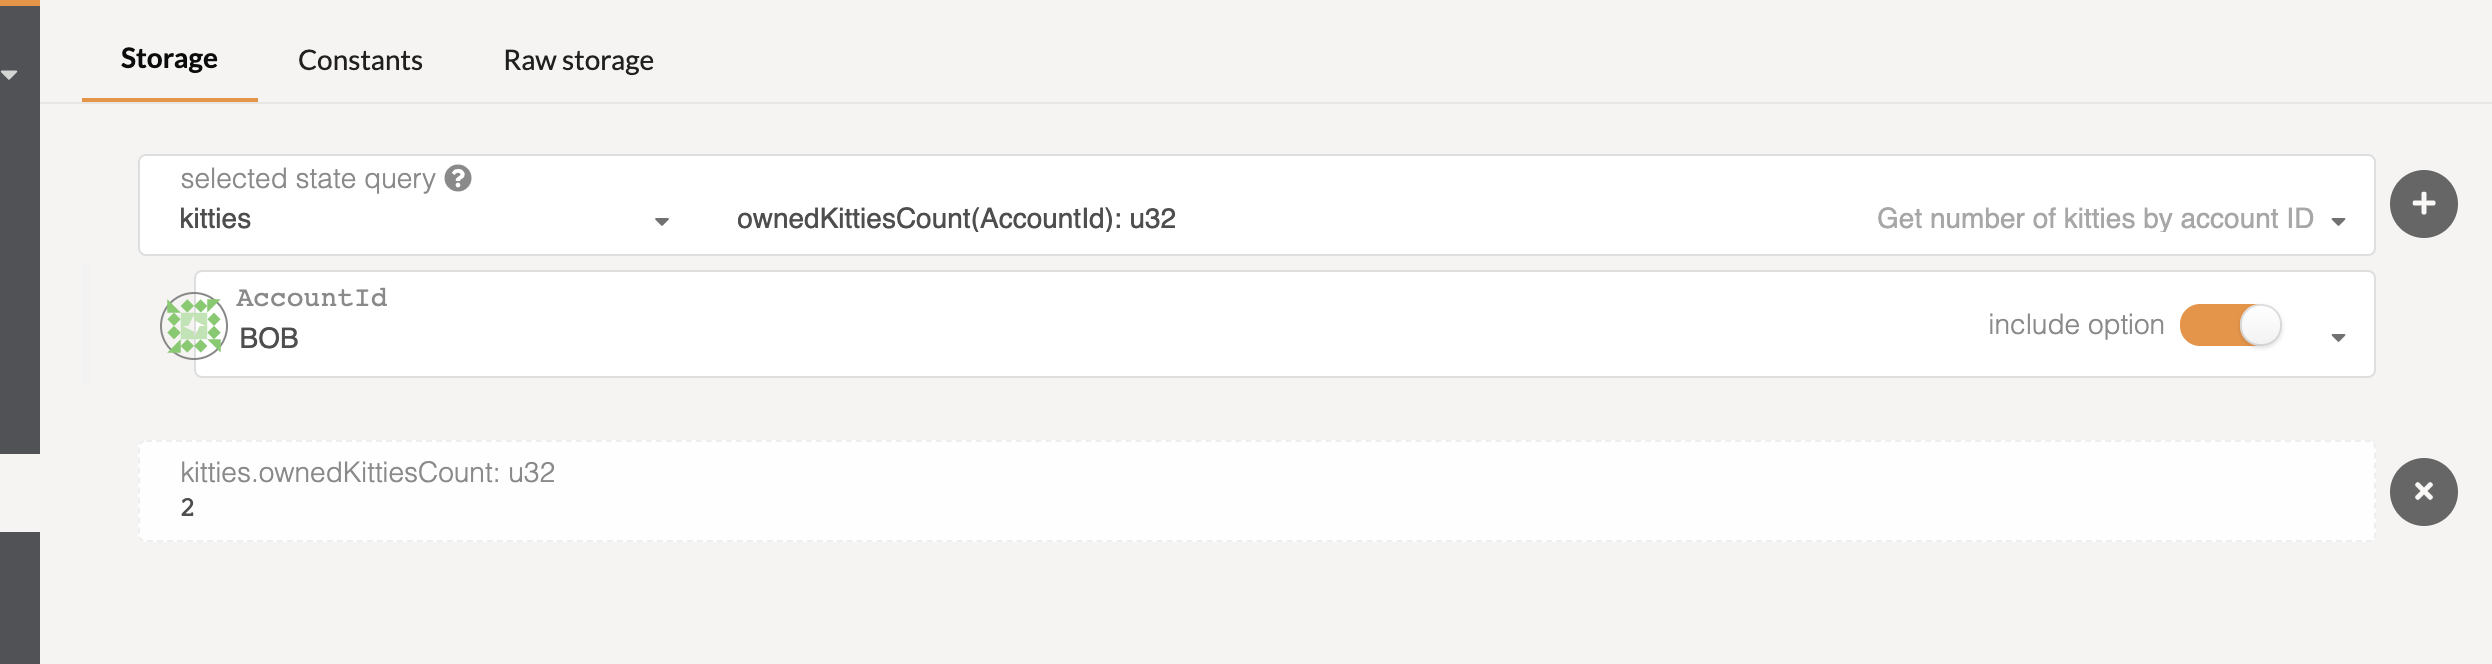 Storage Constants Raw storage
selected state query ?
kitties ownedKittiesCount(AccountId): u32 Get number of kitties by account ID
AccountId
BOB include option
kitties.ownedKittiesCount: u32
2